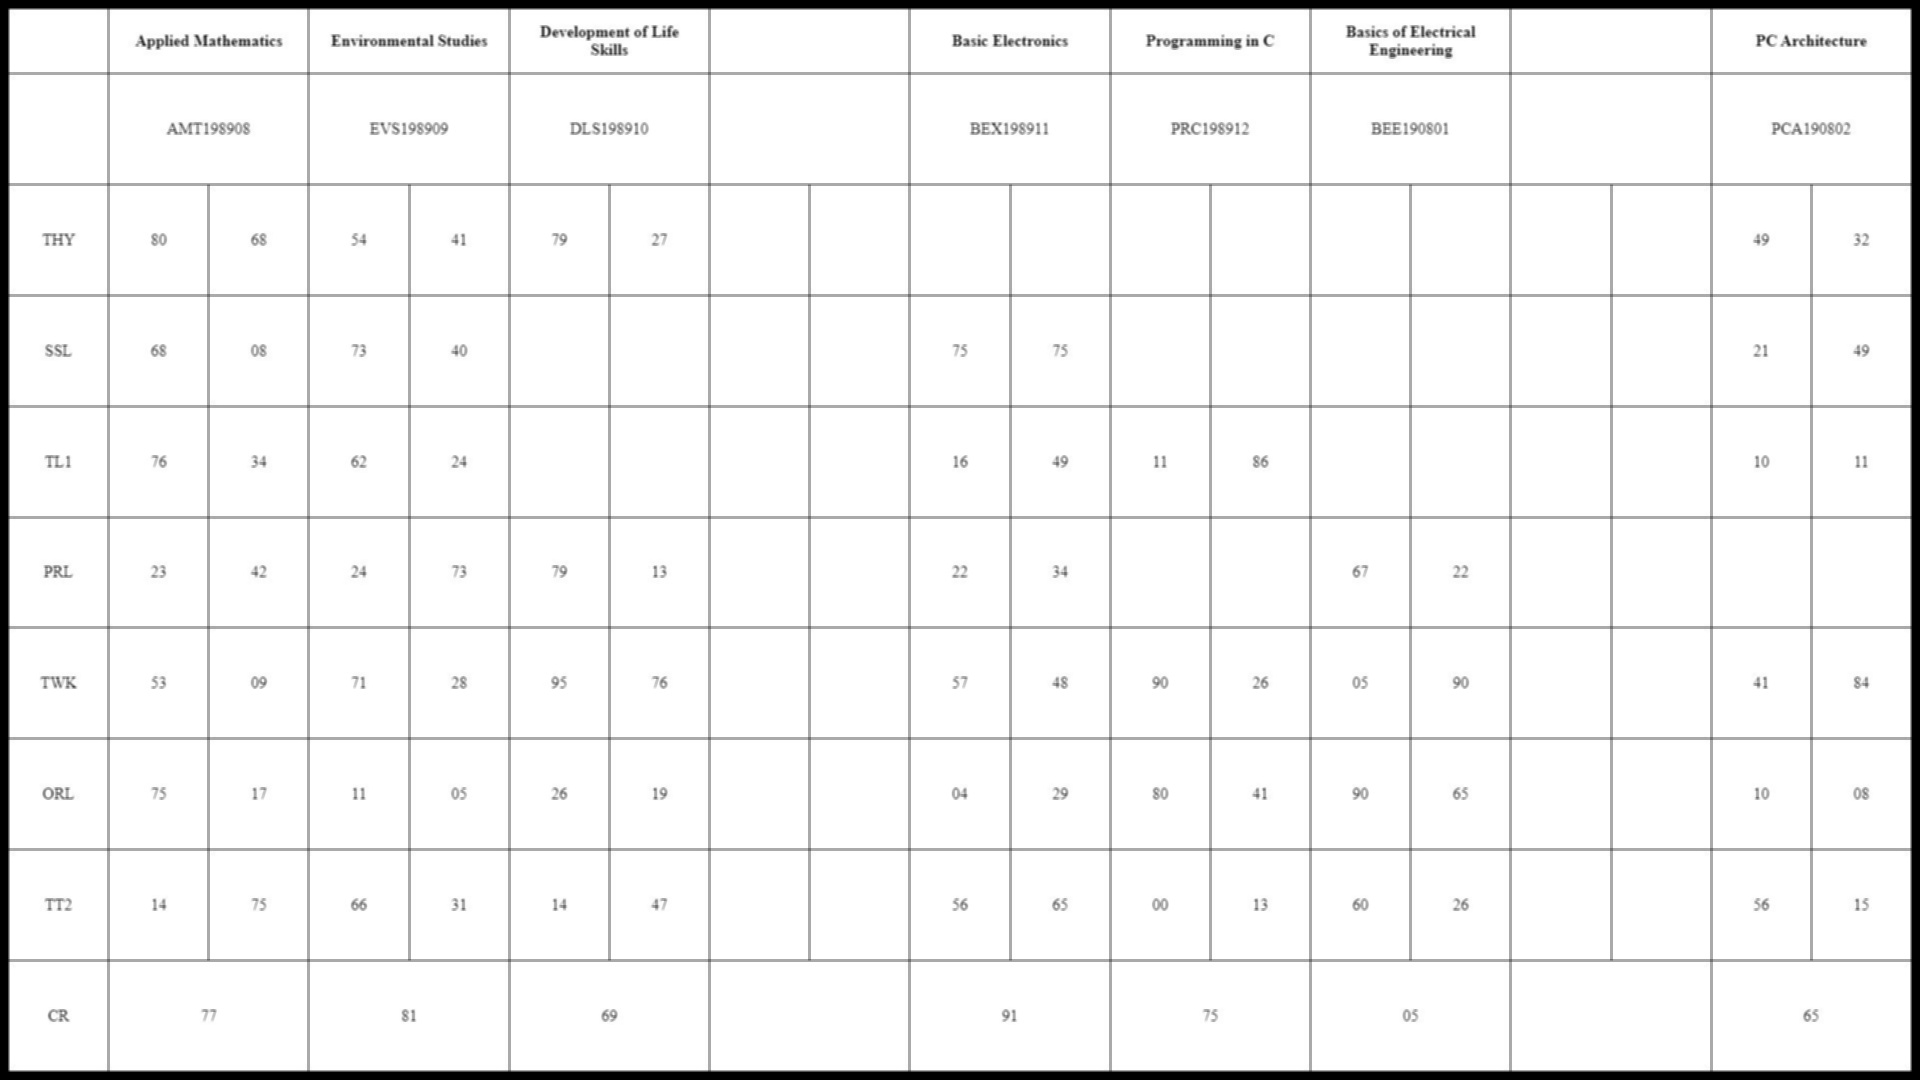 Applied Mathematics Environmental Studies Development of Life Skills Basic Electronics Programming in C Basics of Electrical Engineering PC Architecture
AMT198908 EVS198909 DLS198910 BEX198911 PRC198912 BEE190801 PCA190802
THY 80 68 54 41 79 27 49 32
SSL 68 08 73 40 75 75 21 49
TL1 76 34 62 24 16 49 11 86 10 11
PRL 23 42 24 73 79 13 22 34 67 22
TWK 53 09 71 28 95 76 57 48 90 26 05 90 41 84
ORL 75 17 11 05 26 19 04 29 80 41 90 65 10 08
TT2 14 75 66 31 14 47 56 65 00 13 60 26 56 15
CR 77 81 69 91 75 05 65